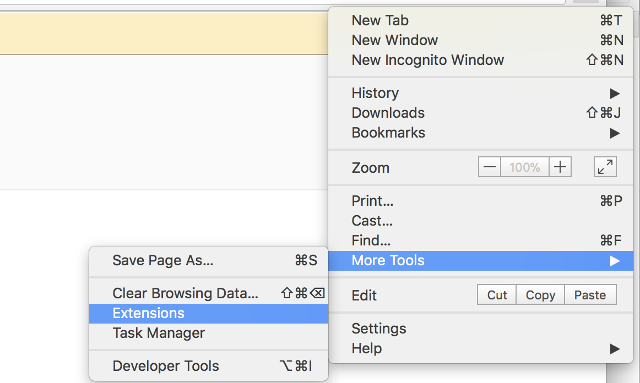 New Tab ⌘T
New Window ⌘N
New Incognito Window ⇧⌘N
History ▶
Downloads ⇧⌘J
Bookmarks ▶
Zoom — 100% +
Print... ⌘P
Cast...
Find... ⌘F
More Tools ▶
Edit Cut Copy Paste
Settings
Help ▶
Save Page As... ⌘S
Clear Browsing Data... ⇧⌘⌫
Extensions
Task Manager
Developer Tools ⌥⌘I